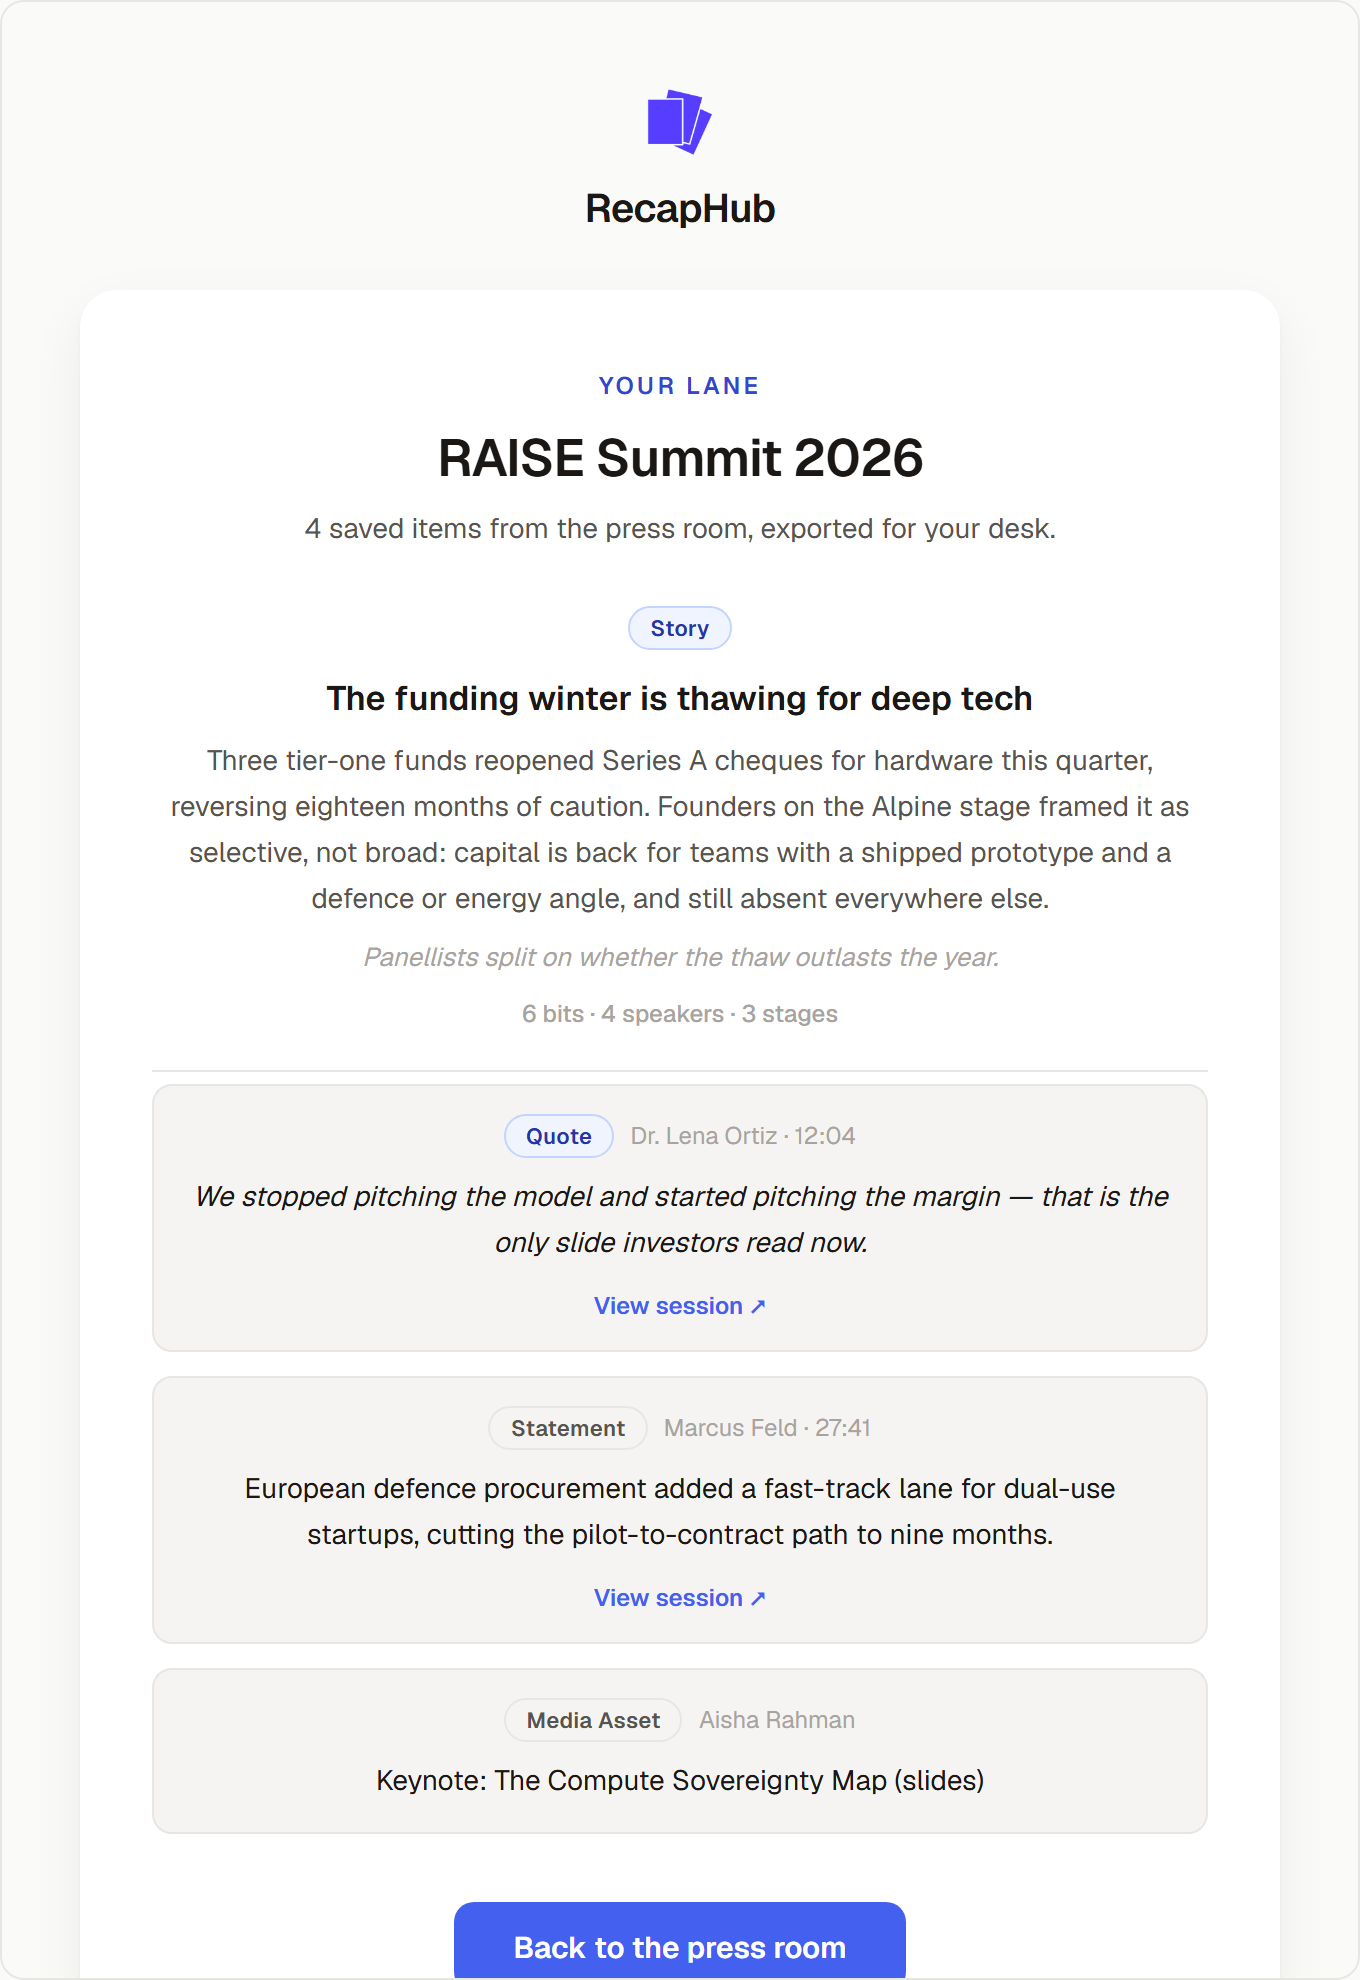 RecapHub
YOUR LANE
RAISE Summit 2026
4 saved items from the press room, exported for your desk.
Story
The funding winter is thawing for deep tech
Three tier-one funds reopened Series A cheques for hardware this quarter,
reversing eighteen months of caution. Founders on the Alpine stage framed it as
selective, not broad: capital is back for teams with a shipped prototype and a
defence or energy angle, and still absent everywhere else.
Panellists split on whether the thaw outlasts the year.
6 bits · 4 speakers · 3 stages
Quote Dr. Lena Ortiz · 12:04
We stopped pitching the model and started pitching the margin — that is the
only slide investors read now.
View session ↗
Statement Marcus Feld · 27:41
European defence procurement added a fast-track lane for dual-use
startups, cutting the pilot-to-contract path to nine months.
View session ↗
Media Asset Aisha Rahman
Keynote: The Compute Sovereignty Map (slides)
Back to the press room